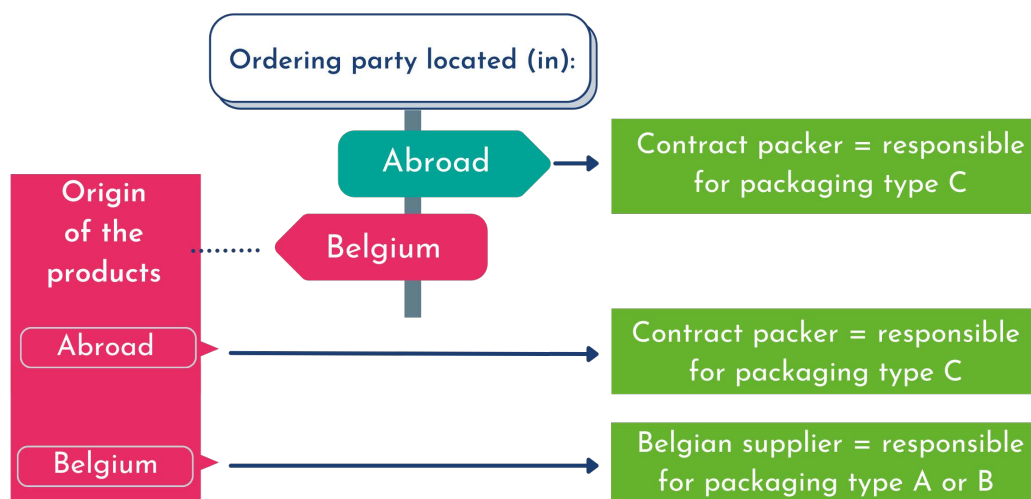 Ordering party located (in):
Abroad
Contract packer = responsible
for packaging type C
Belgium
Origin
of the
products
Abroad
Contract packer = responsible
for packaging type C
Belgium
Belgian supplier = responsible
for packaging type A or B